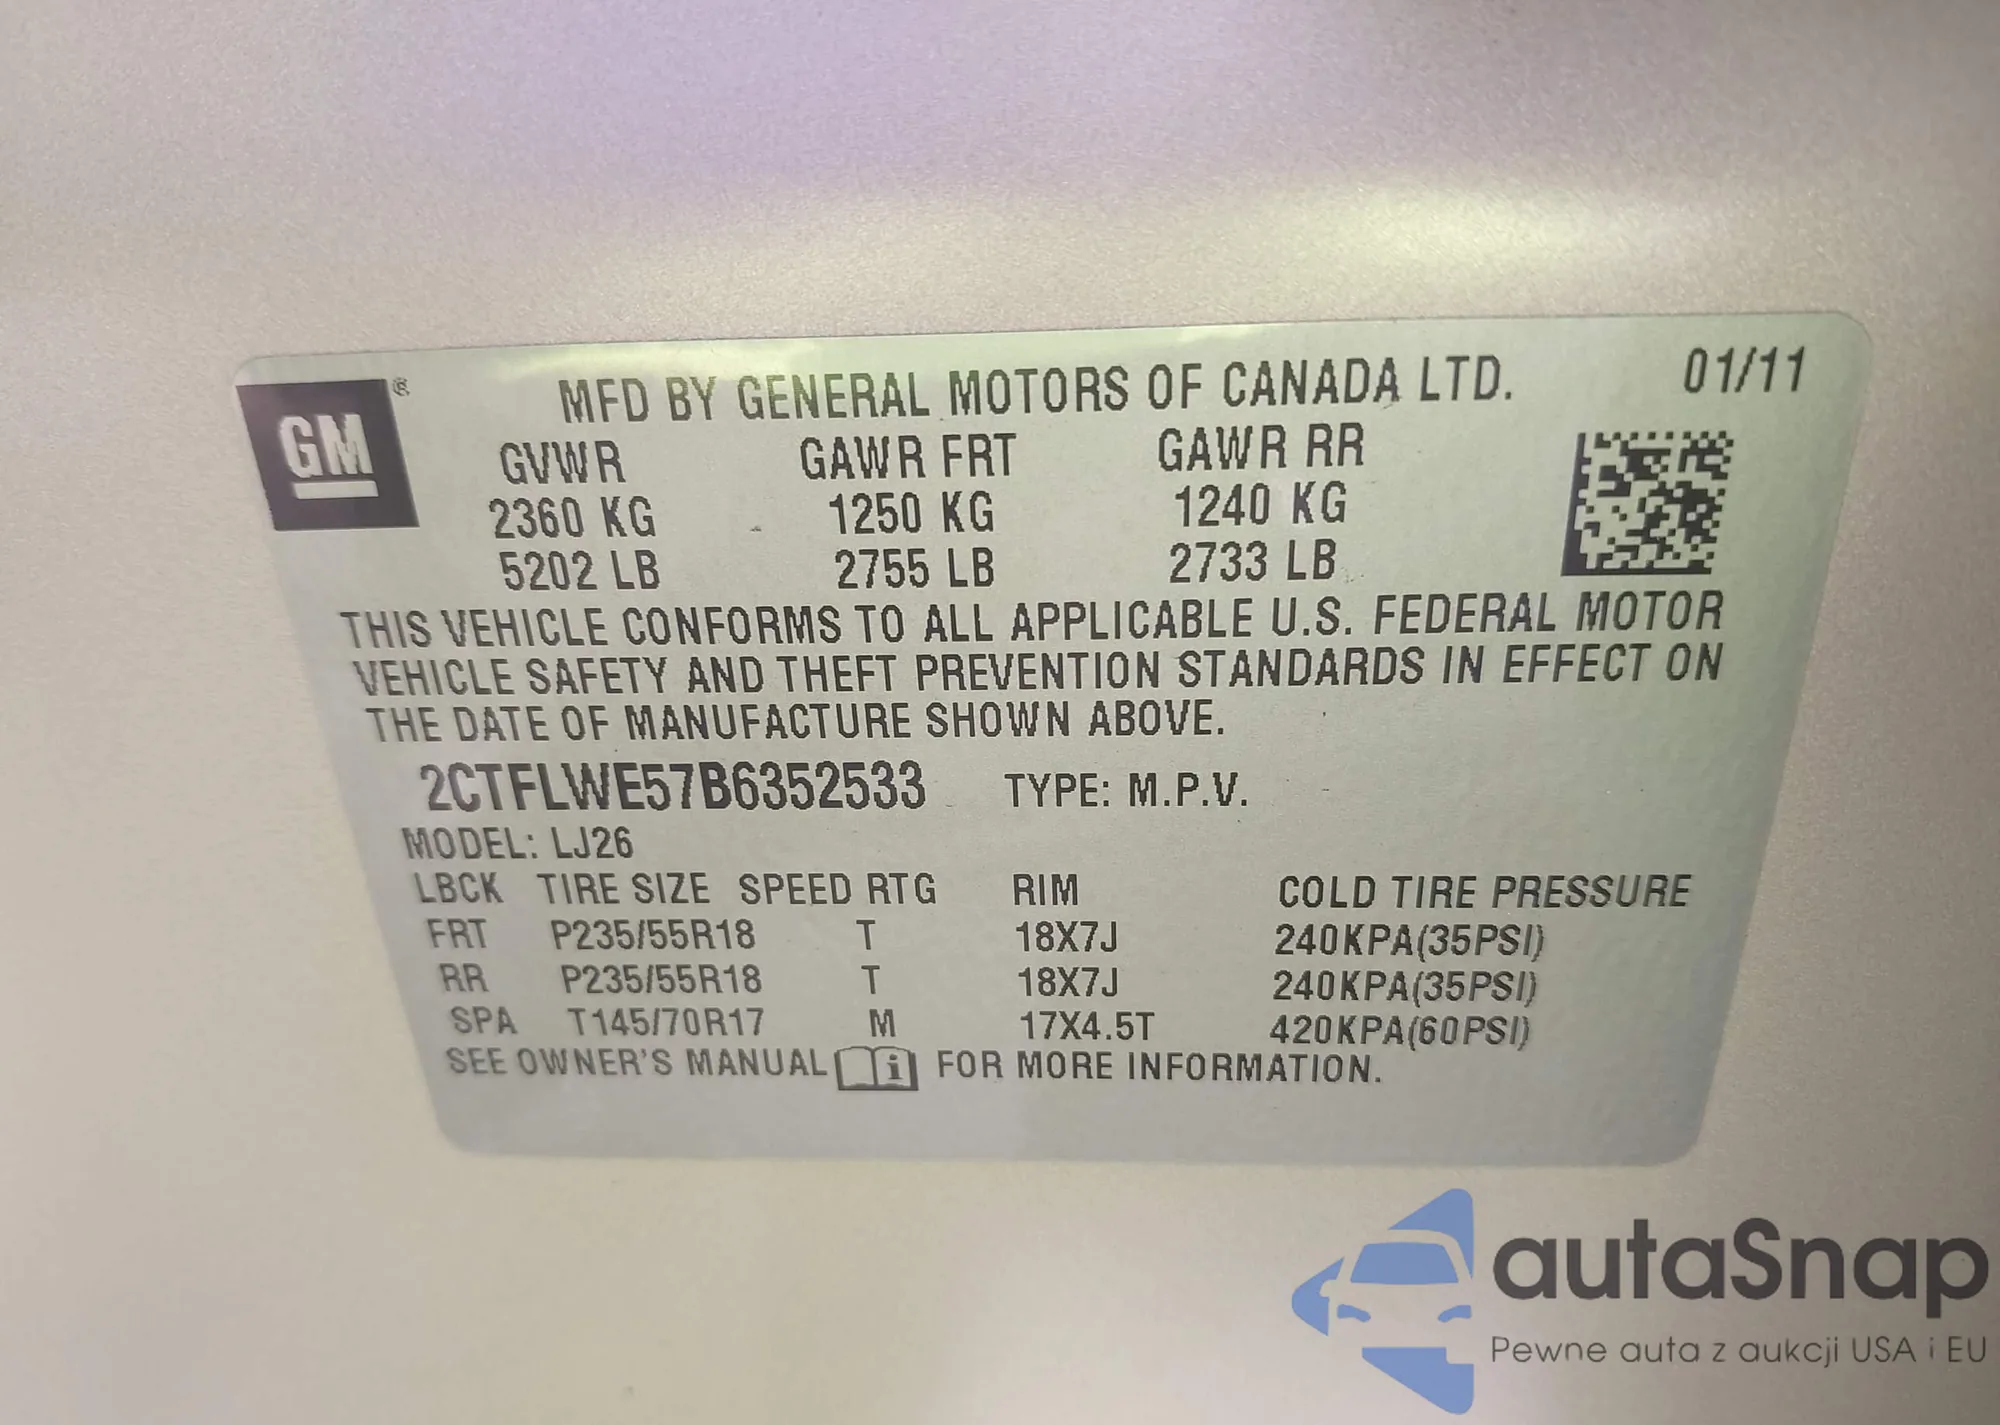 GM ®
MFD BY GENERAL MOTORS OF CANADA LTD. 01/11
GVWR GAWR FRT GAWR RR
2360 KG 1250 KG 1240 KG
5202 LB 2755 LB 2733 LB
THIS VEHICLE CONFORMS TO ALL APPLICABLE U.S. FEDERAL MOTOR
VEHICLE SAFETY AND THEFT PREVENTION STANDARDS IN EFFECT ON
THE DATE OF MANUFACTURE SHOWN ABOVE.
2CTFLWE57B6352533 TYPE: M.P.V.
MODEL: LJ26
LBCK TIRE SIZE SPEED RTG RIM COLD TIRE PRESSURE
FRT P235/55R18 T 18X7J 240KPA(35PSI)
RR P235/55R18 T 18X7J 240KPA(35PSI)
SPA T145/70R17 M 17X4.5T 420KPA(60PSI)
SEE OWNER'S MANUAL i FOR MORE INFORMATION.
autaSnap
Pewne auta z aukcji USA i EU